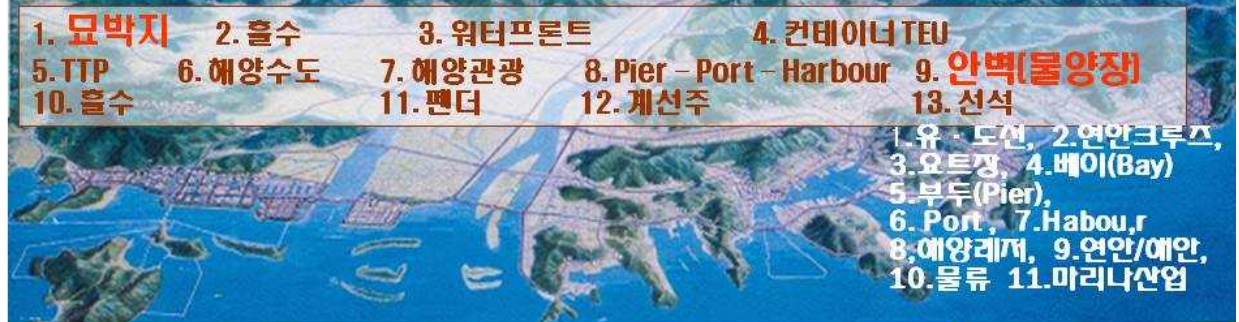 1. 묘박지 2. 흘수 3. 워터프론트 4. 컨테이너 TEU
5. TTP 6. 해양수도 7. 해양관광 8. Pier – Port – Harbour 9. 안벽(물양장)
10. 흘수 11. 펜더 12. 계선주 13. 선석
1.유 · 도선, 2.연안크루즈,
3.요트장, 4.베이(Bay)
5.부두(Pier),
6. Port , 7.Habou,r
8,해양레저, 9.연안/해안,
10.물류 11.마리나산업